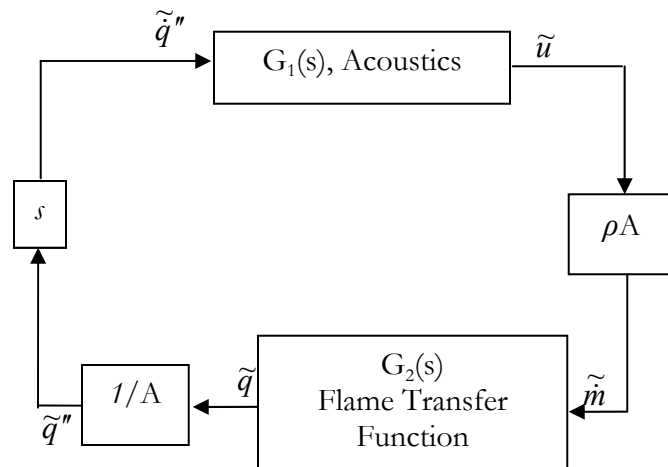 q̃̇″
G₁(s), Acoustics
ũ
s
ρA
G₂(s)
Flame Transfer
Function
q̃
1/A
q̃″
ṁ̃